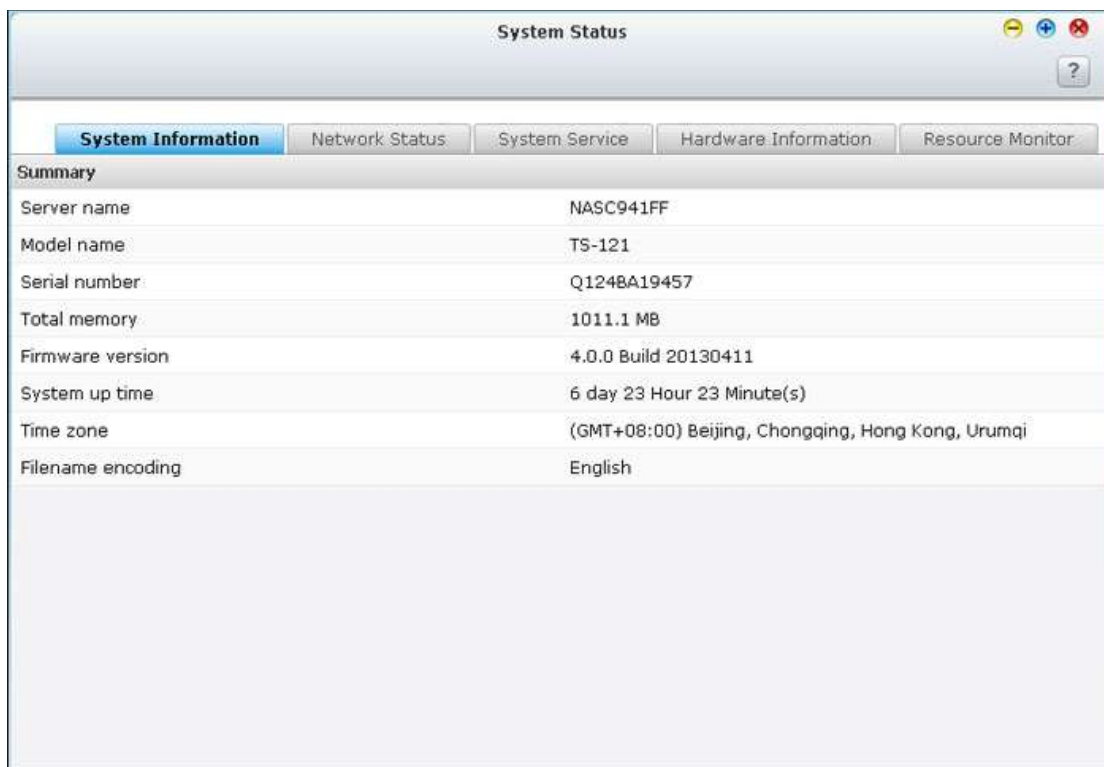 System Status
?
System Information Network Status System Service Hardware Information Resource Monitor
Summary
Server name NASC941FF
Model name TS-121
Serial number Q124BA19457
Total memory 1011.1 MB
Firmware version 4.0.0 Build 20130411
System up time 6 day 23 Hour 23 Minute(s)
Time zone (GMT+08:00) Beijing, Chongqing, Hong Kong, Urumqi
Filename encoding English